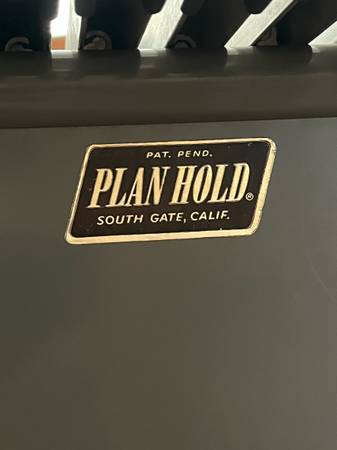 PAT. PEND.
PLAN HOLD®
SOUTH GATE, CALIF.